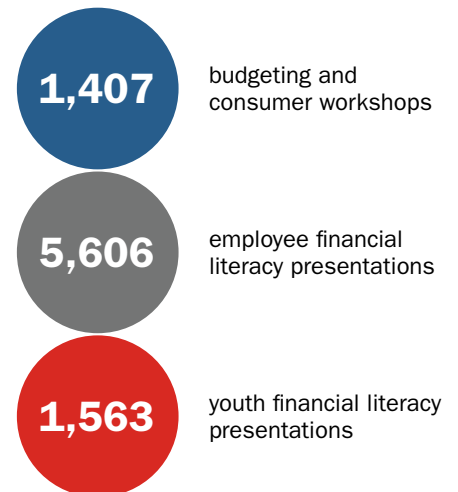 1,407
budgeting and
consumer workshops
5,606
employee financial
literacy presentations
1,563
youth financial literacy
presentations